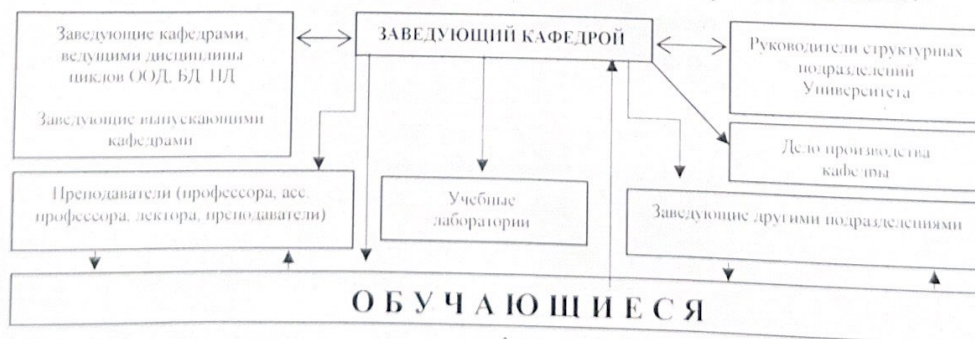 ЗАВЕДУЮЩИЙ КАФЕДРОЙ
Заведующие кафедрами,
ведущими дисциплины
циклов ООД, БД ПД
Заведующие выпускающими
кафедрами
Руководители структурных
подразделений
Университета
Дело производства
кафедры
Преподаватели (профессора, асс.
профессора, лектора, преподаватели)
Учебные
лаборатории
Заведующие другими подразделениями
ОБУЧАЮЩИЕСЯ